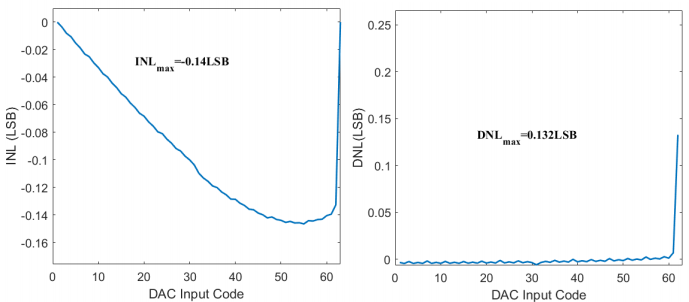 0
-0.02
-0.04
-0.06
-0.08
-0.1
-0.12
-0.14
-0.16
INL (LSB)
INLmax=-0.14LSB
0 10 20 30 40 50 60
DAC Input Code
0.25
0.2
0.15
0.1
0.05
0
DNL(LSB)
DNLmax=0.132LSB
0 10 20 30 40 50 60
DAC Input Code